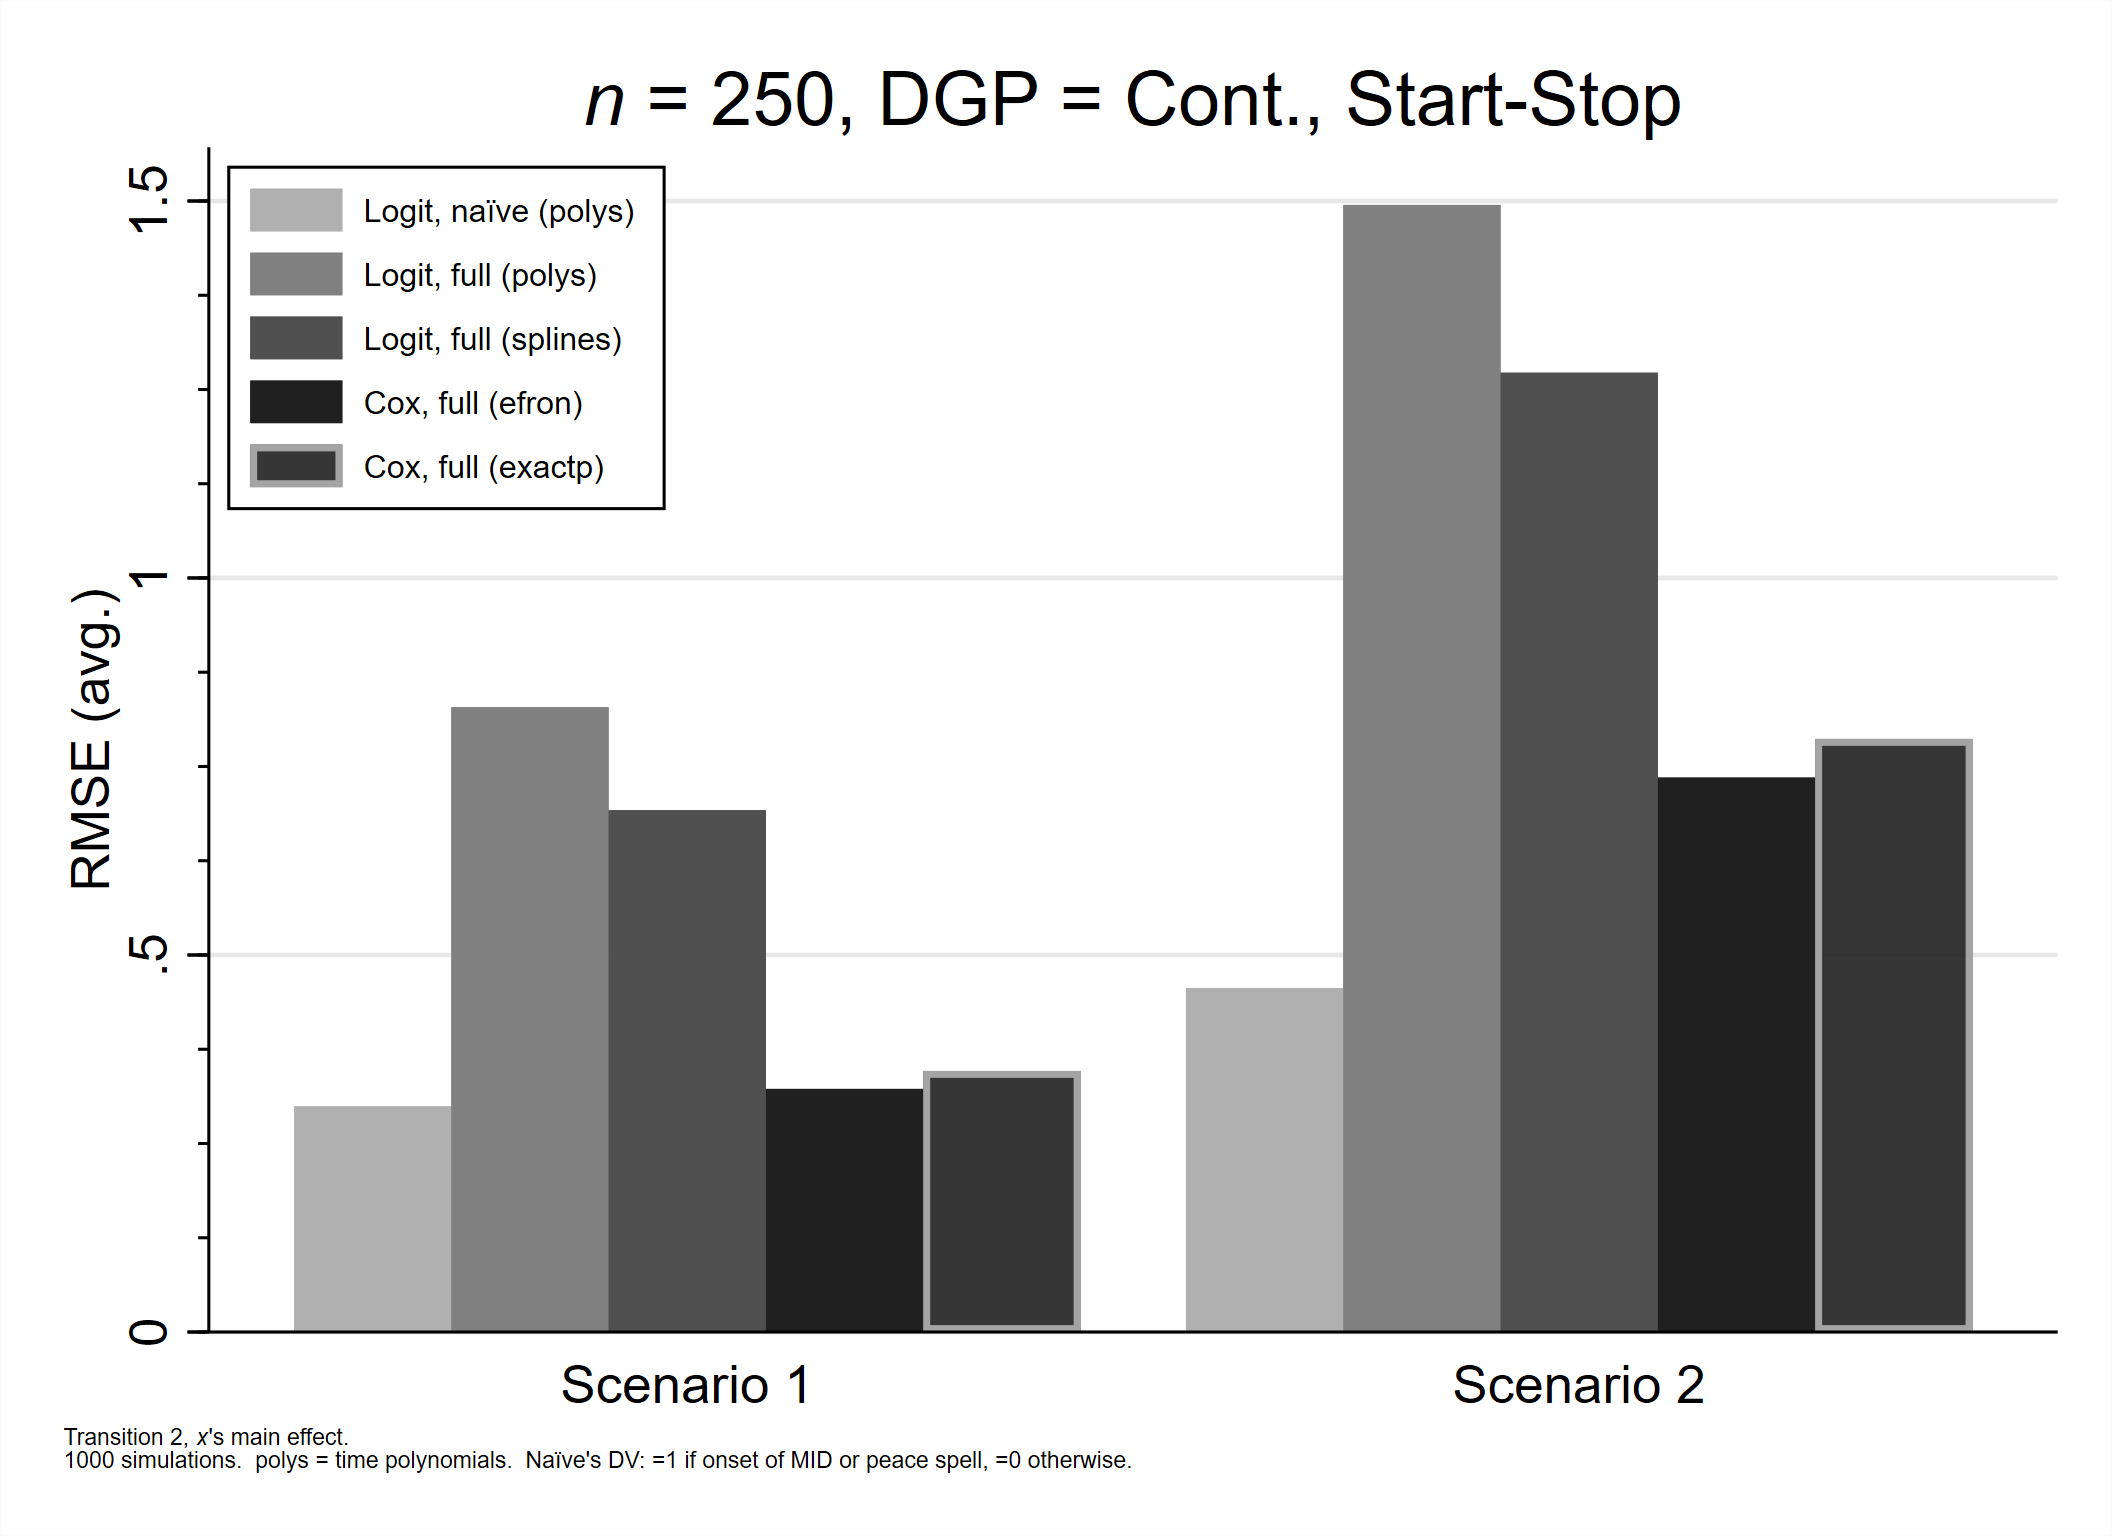 n = 250, DGP = Cont., Start-Stop
Logit, naïve (polys)
Logit, full (polys)
Logit, full (splines)
Cox, full (efron)
Cox, full (exactp)
RMSE (avg.)
1.5
1
.5
0
Scenario 1
Scenario 2
Transition 2, x's main effect.
1000 simulations.  polys = time polynomials.  Naïve's DV: =1 if onset of MID or peace spell, =0 otherwise.